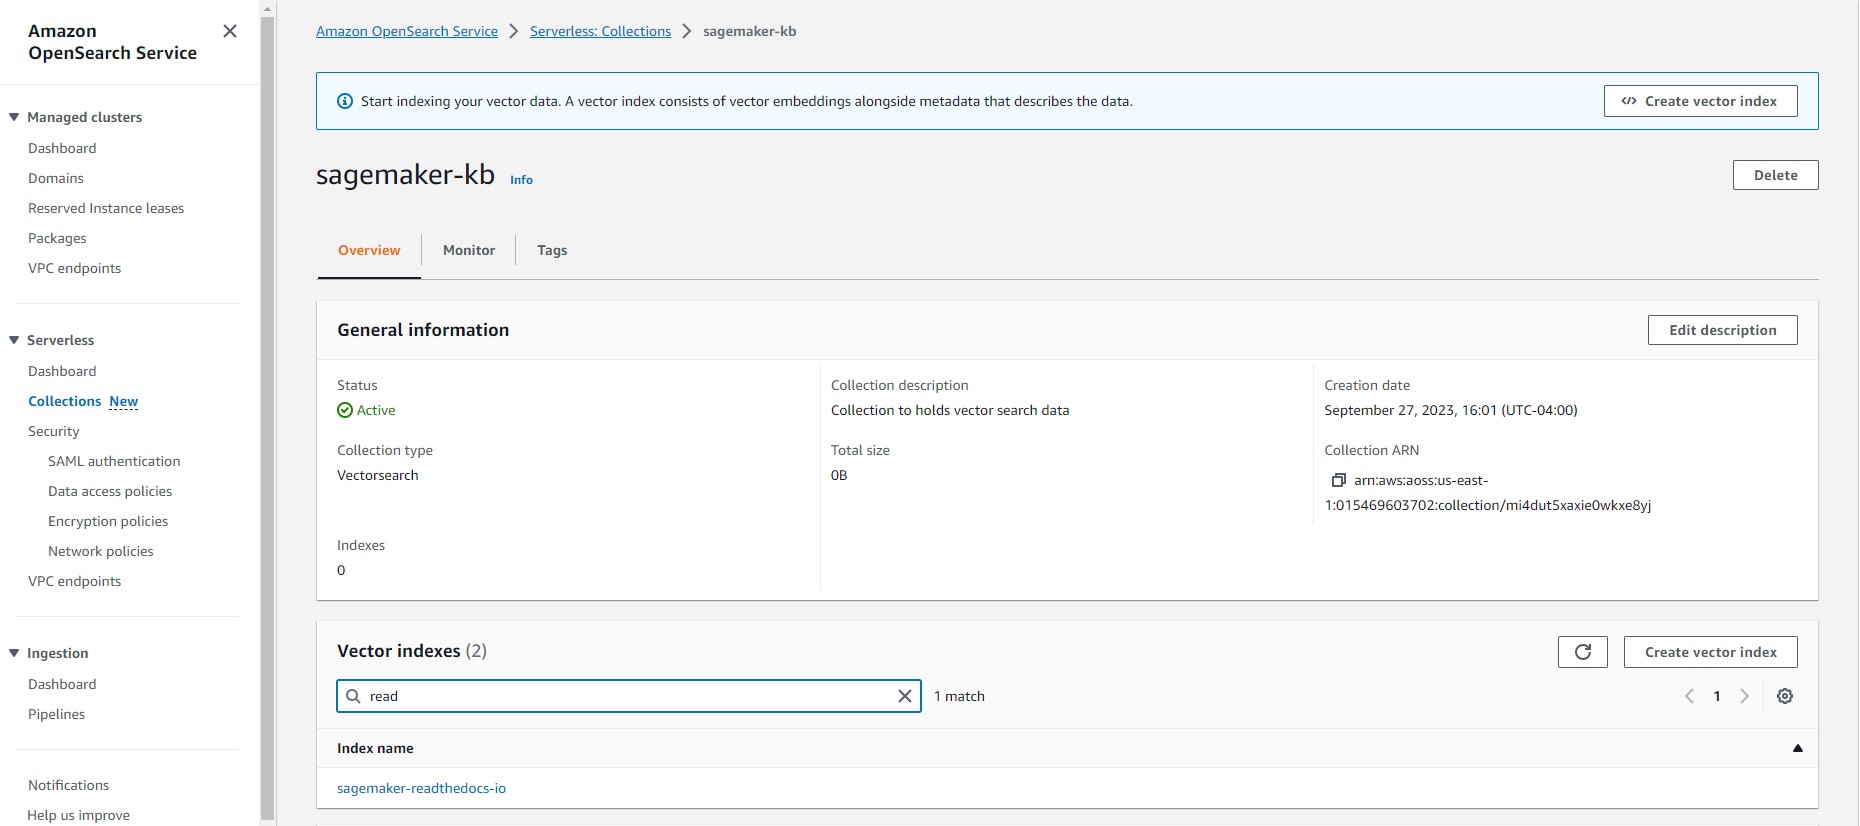 Amazon
OpenSearch Service
Managed clusters
Dashboard
Domains
Reserved Instance leases
Packages
VPC endpoints
Serverless
Dashboard
Collections New
Security
SAML authentication
Data access policies
Encryption policies
Network policies
VPC endpoints
Ingestion
Dashboard
Pipelines
Notifications
Help us improve
Amazon OpenSearch Service > Serverless: Collections > sagemaker-kb
Start indexing your vector data. A vector index consists of vector embeddings alongside metadata that describes the data.
Create vector index
sagemaker-kb Info
Delete
Overview
Monitor
Tags
General information
Edit description
Status
Active
Collection type
Vectorsearch
Indexes
0
Collection description
Collection to holds vector search data
Total size
0B
Creation date
September 27, 2023, 16:01 (UTC-04:00)
Collection ARN
arn:aws:aoss:us-east-
1:015469603702:collection/mi4dut5xaxie0wkxe8yj
Vector indexes (2)
Create vector index
read
1 match
1
Index name
sagemaker-readthedocs-io